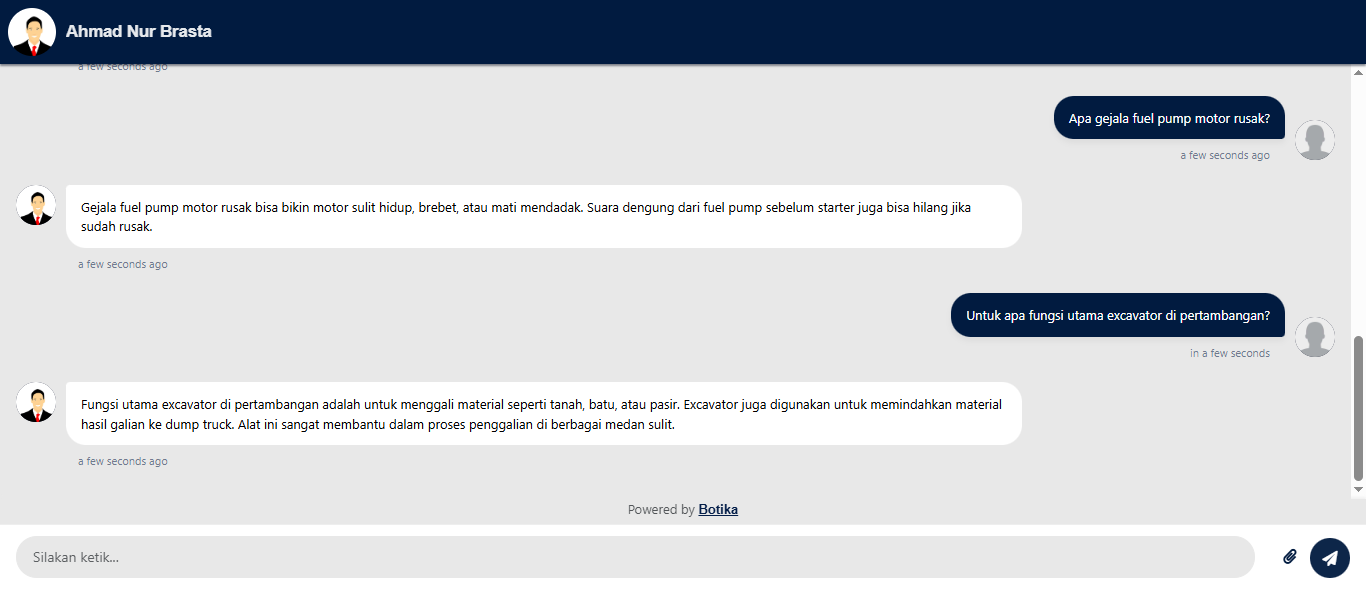 Ahmad Nur Brasta
a few seconds ago
Apa gejala fuel pump motor rusak?
a few seconds ago
Gejala fuel pump motor rusak bisa bikin motor sulit hidup, brebet, atau mati mendadak. Suara dengung dari fuel pump sebelum starter juga bisa hilang jika
sudah rusak.
a few seconds ago
Untuk apa fungsi utama excavator di pertambangan?
in a few seconds
Fungsi utama excavator di pertambangan adalah untuk menggali material seperti tanah, batu, atau pasir. Excavator juga digunakan untuk memindahkan material
hasil galian ke dump truck. Alat ini sangat membantu dalam proses penggalian di berbagai medan sulit.
a few seconds ago
Powered by Botika
Silakan ketik...